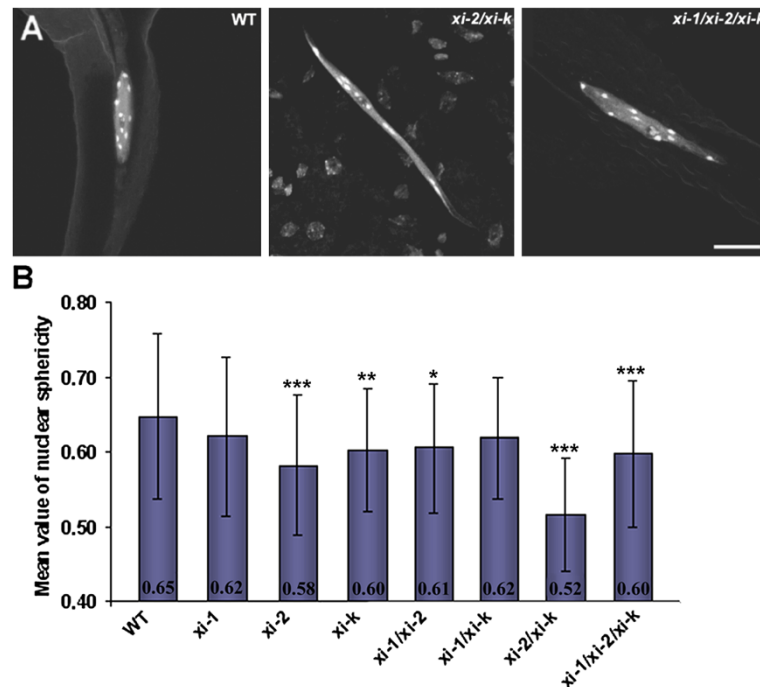 A
WT
xi-2/xi-k
xi-1/xi-2/xi-k
B
Mean value of nuclear sphericity
0.80
0.70
0.60
0.50
0.40
***
**
*
***
***
0.65
0.62
0.58
0.60
0.61
0.62
0.52
0.60
WT
xi-1
xi-2
xi-k
xi-1/xi-2
xi-1/xi-k
xi-2/xi-k
xi-1/xi-2/xi-k